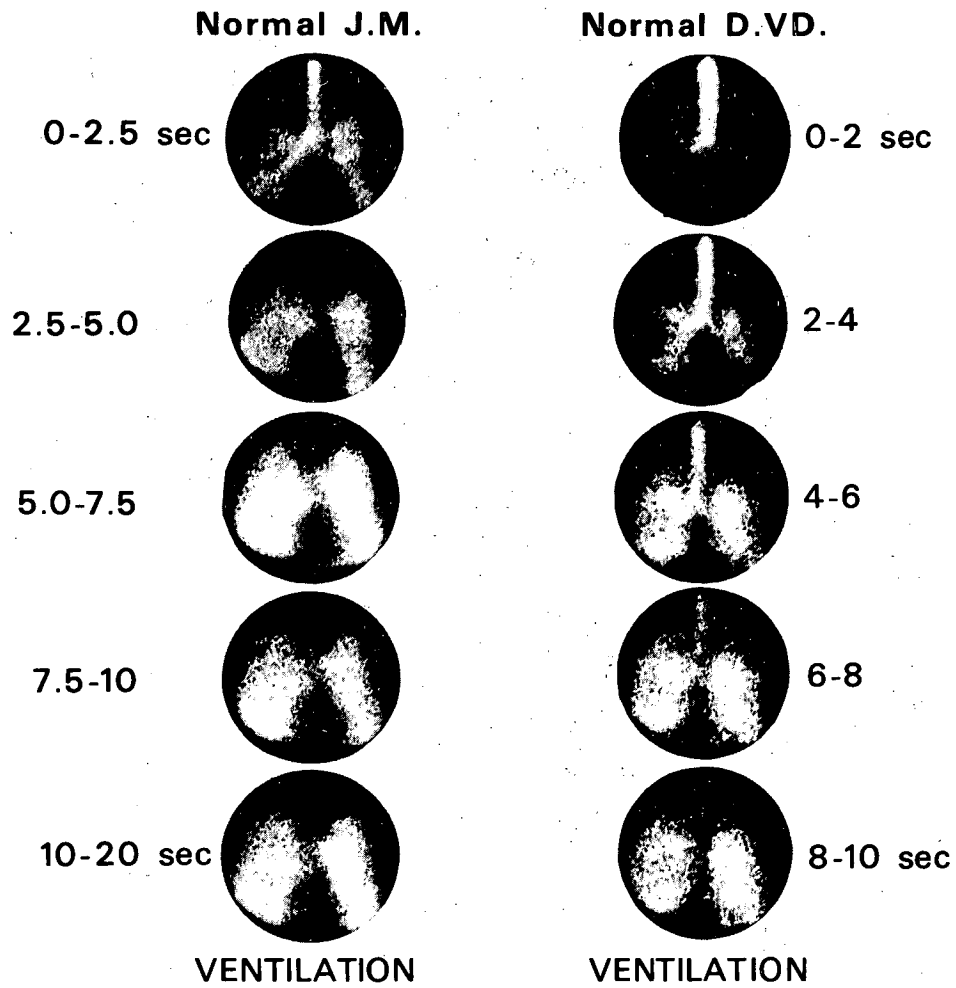 Normal J.M.
Normal D.VD.
0-2.5 sec
0-2 sec
2.5-5.0
2-4
5.0-7.5
4-6
7.5-10
6-8
10-20 sec
8-10 sec
VENTILATION
VENTILATION